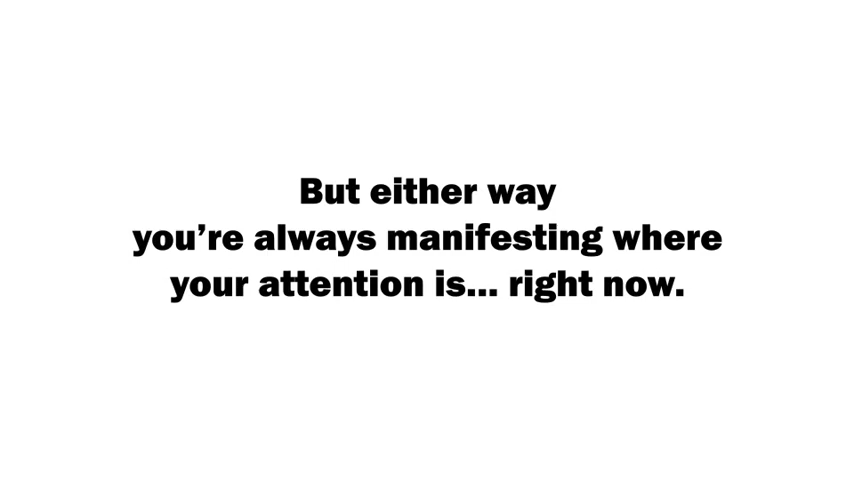 But either way
you’re always manifesting where
your attention is... right now.